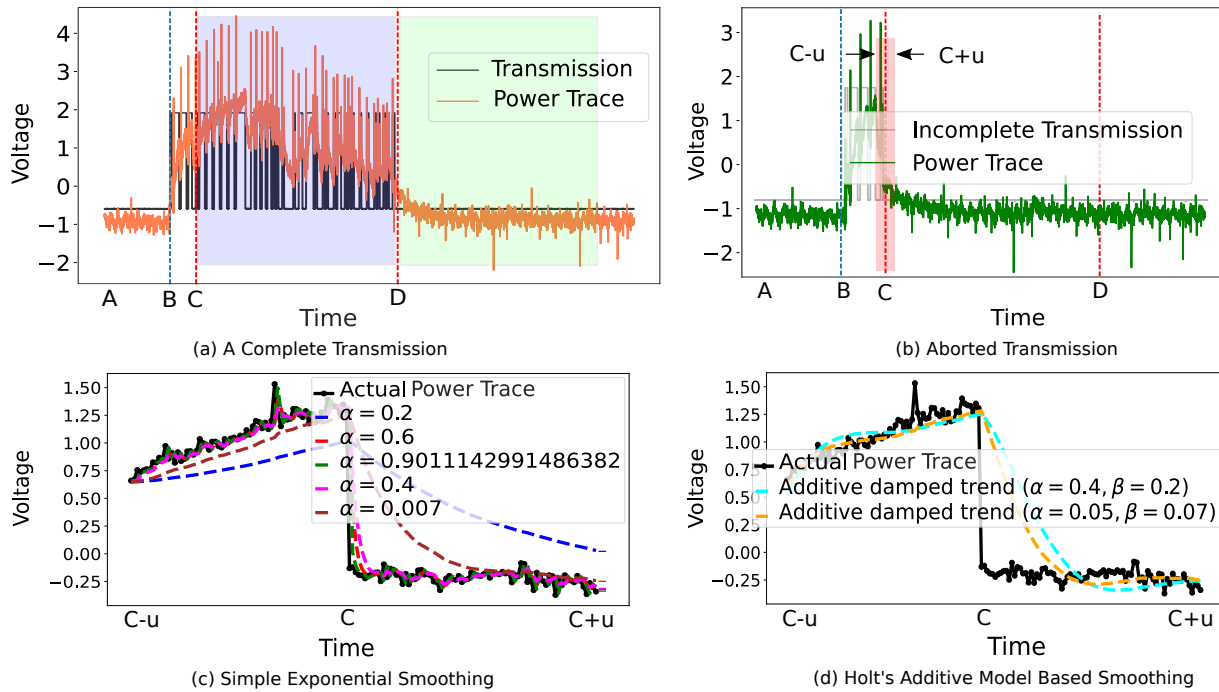 4
3
2
1
0
−1
−2
Voltage
Transmission
Power Trace
A
B
C
D
Time
(a) A Complete Transmission
3
2
1
0
−1
−2
Voltage
C-u
C+u
Incomplete Transmission
Power Trace
A
B
C
D
Time
(b) Aborted Transmission
1.50
1.25
1.00
0.75
0.50
0.25
0.00
−0.25
Voltage
Actual Power Trace
α = 0.2
α = 0.6
α = 0.9011142991486382
α = 0.4
α = 0.007
C-u
C
C+u
Time
(c) Simple Exponential Smoothing
1.50
1.25
1.00
0.75
0.50
0.25
0.00
−0.25
Voltage
Actual Power Trace
Additive damped trend (α = 0.4, β = 0.2)
Additive damped trend (α = 0.05, β = 0.07)
C-u
C
C+u
Time
(d) Holt's Additive Model Based Smoothing